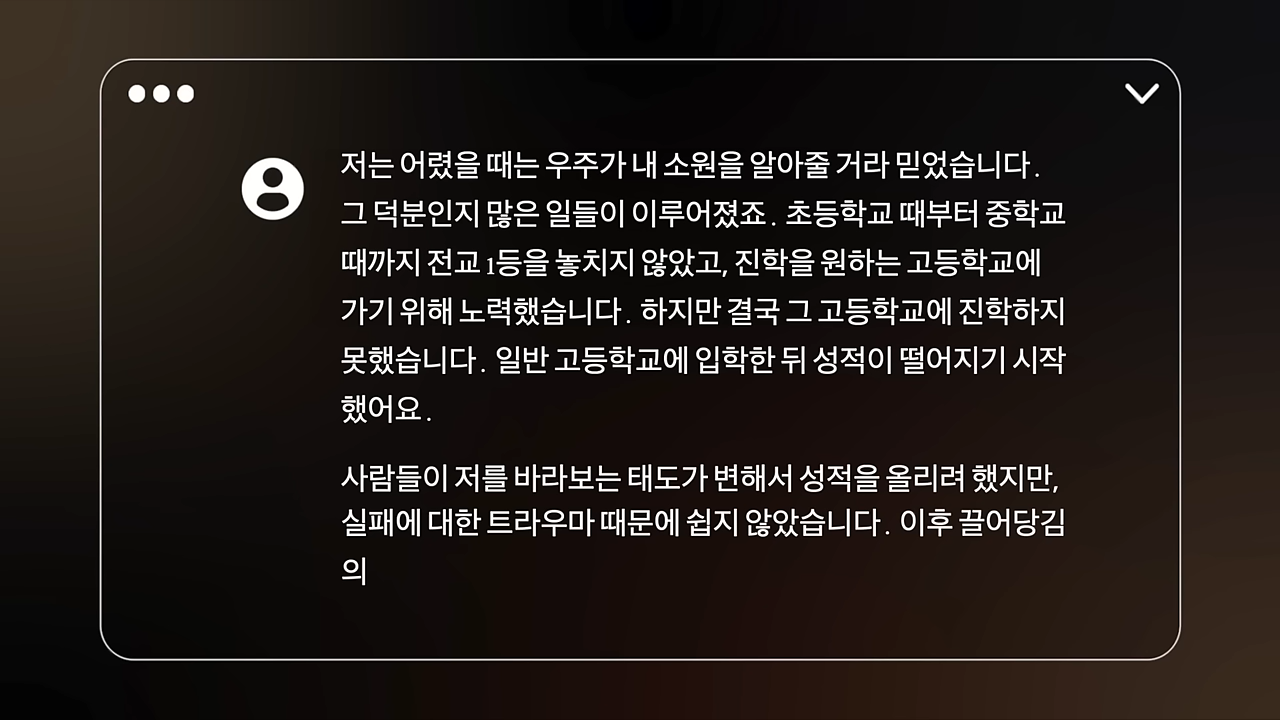 저는 어렸을 때는 우주가 내 소원을 알아줄 거라 믿었습니다.
그 덕분인지 많은 일들이 이루어졌죠. 초등학교 때부터 중학교
때까지 전교 1등을 놓치지 않았고, 진학을 원하는 고등학교에
가기 위해 노력했습니다. 하지만 결국 그 고등학교에 진학하지
못했습니다. 일반 고등학교에 입학한 뒤 성적이 떨어지기 시작
했어요.
사람들이 저를 바라보는 태도가 변해서 성적을 올리려 했지만,
실패에 대한 트라우마 때문에 쉽지 않았습니다. 이후 끌어당김
의